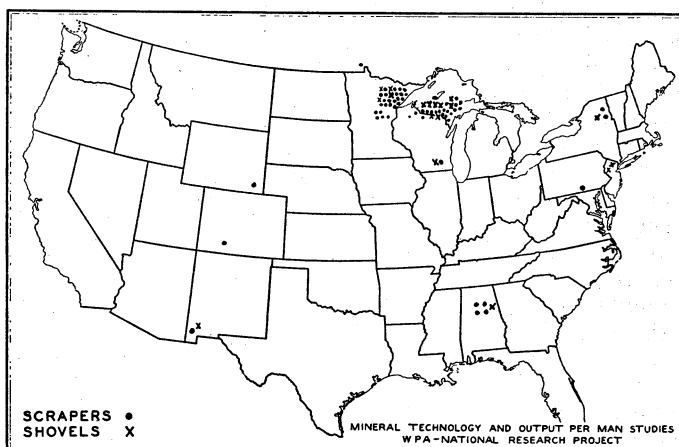 SCRAPERS ●
SHOVELS X
MINERAL TECHNOLOGY AND OUTPUT PER MAN STUDIES
WPA-NATIONAL RESEARCH PROJECT